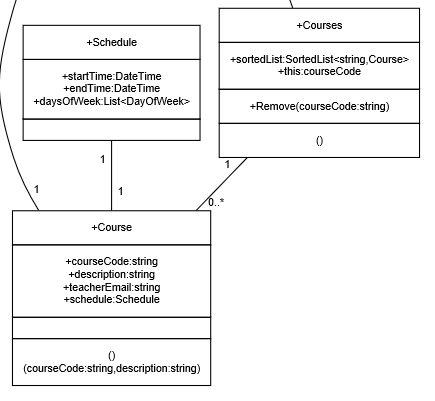 +Schedule
+startTime:DateTime
+endTime:DateTime
+daysOfWeek:List<DayOfWeek>
+Courses
+sortedList:SortedList<string,Course>
+this:courseCode
+Remove(courseCode:string)
()
1
1
1
1
0..*
+Course
+courseCode:string
+description:string
+teacherEmail:string
+schedule:Schedule
()
(courseCode:string,description:string)